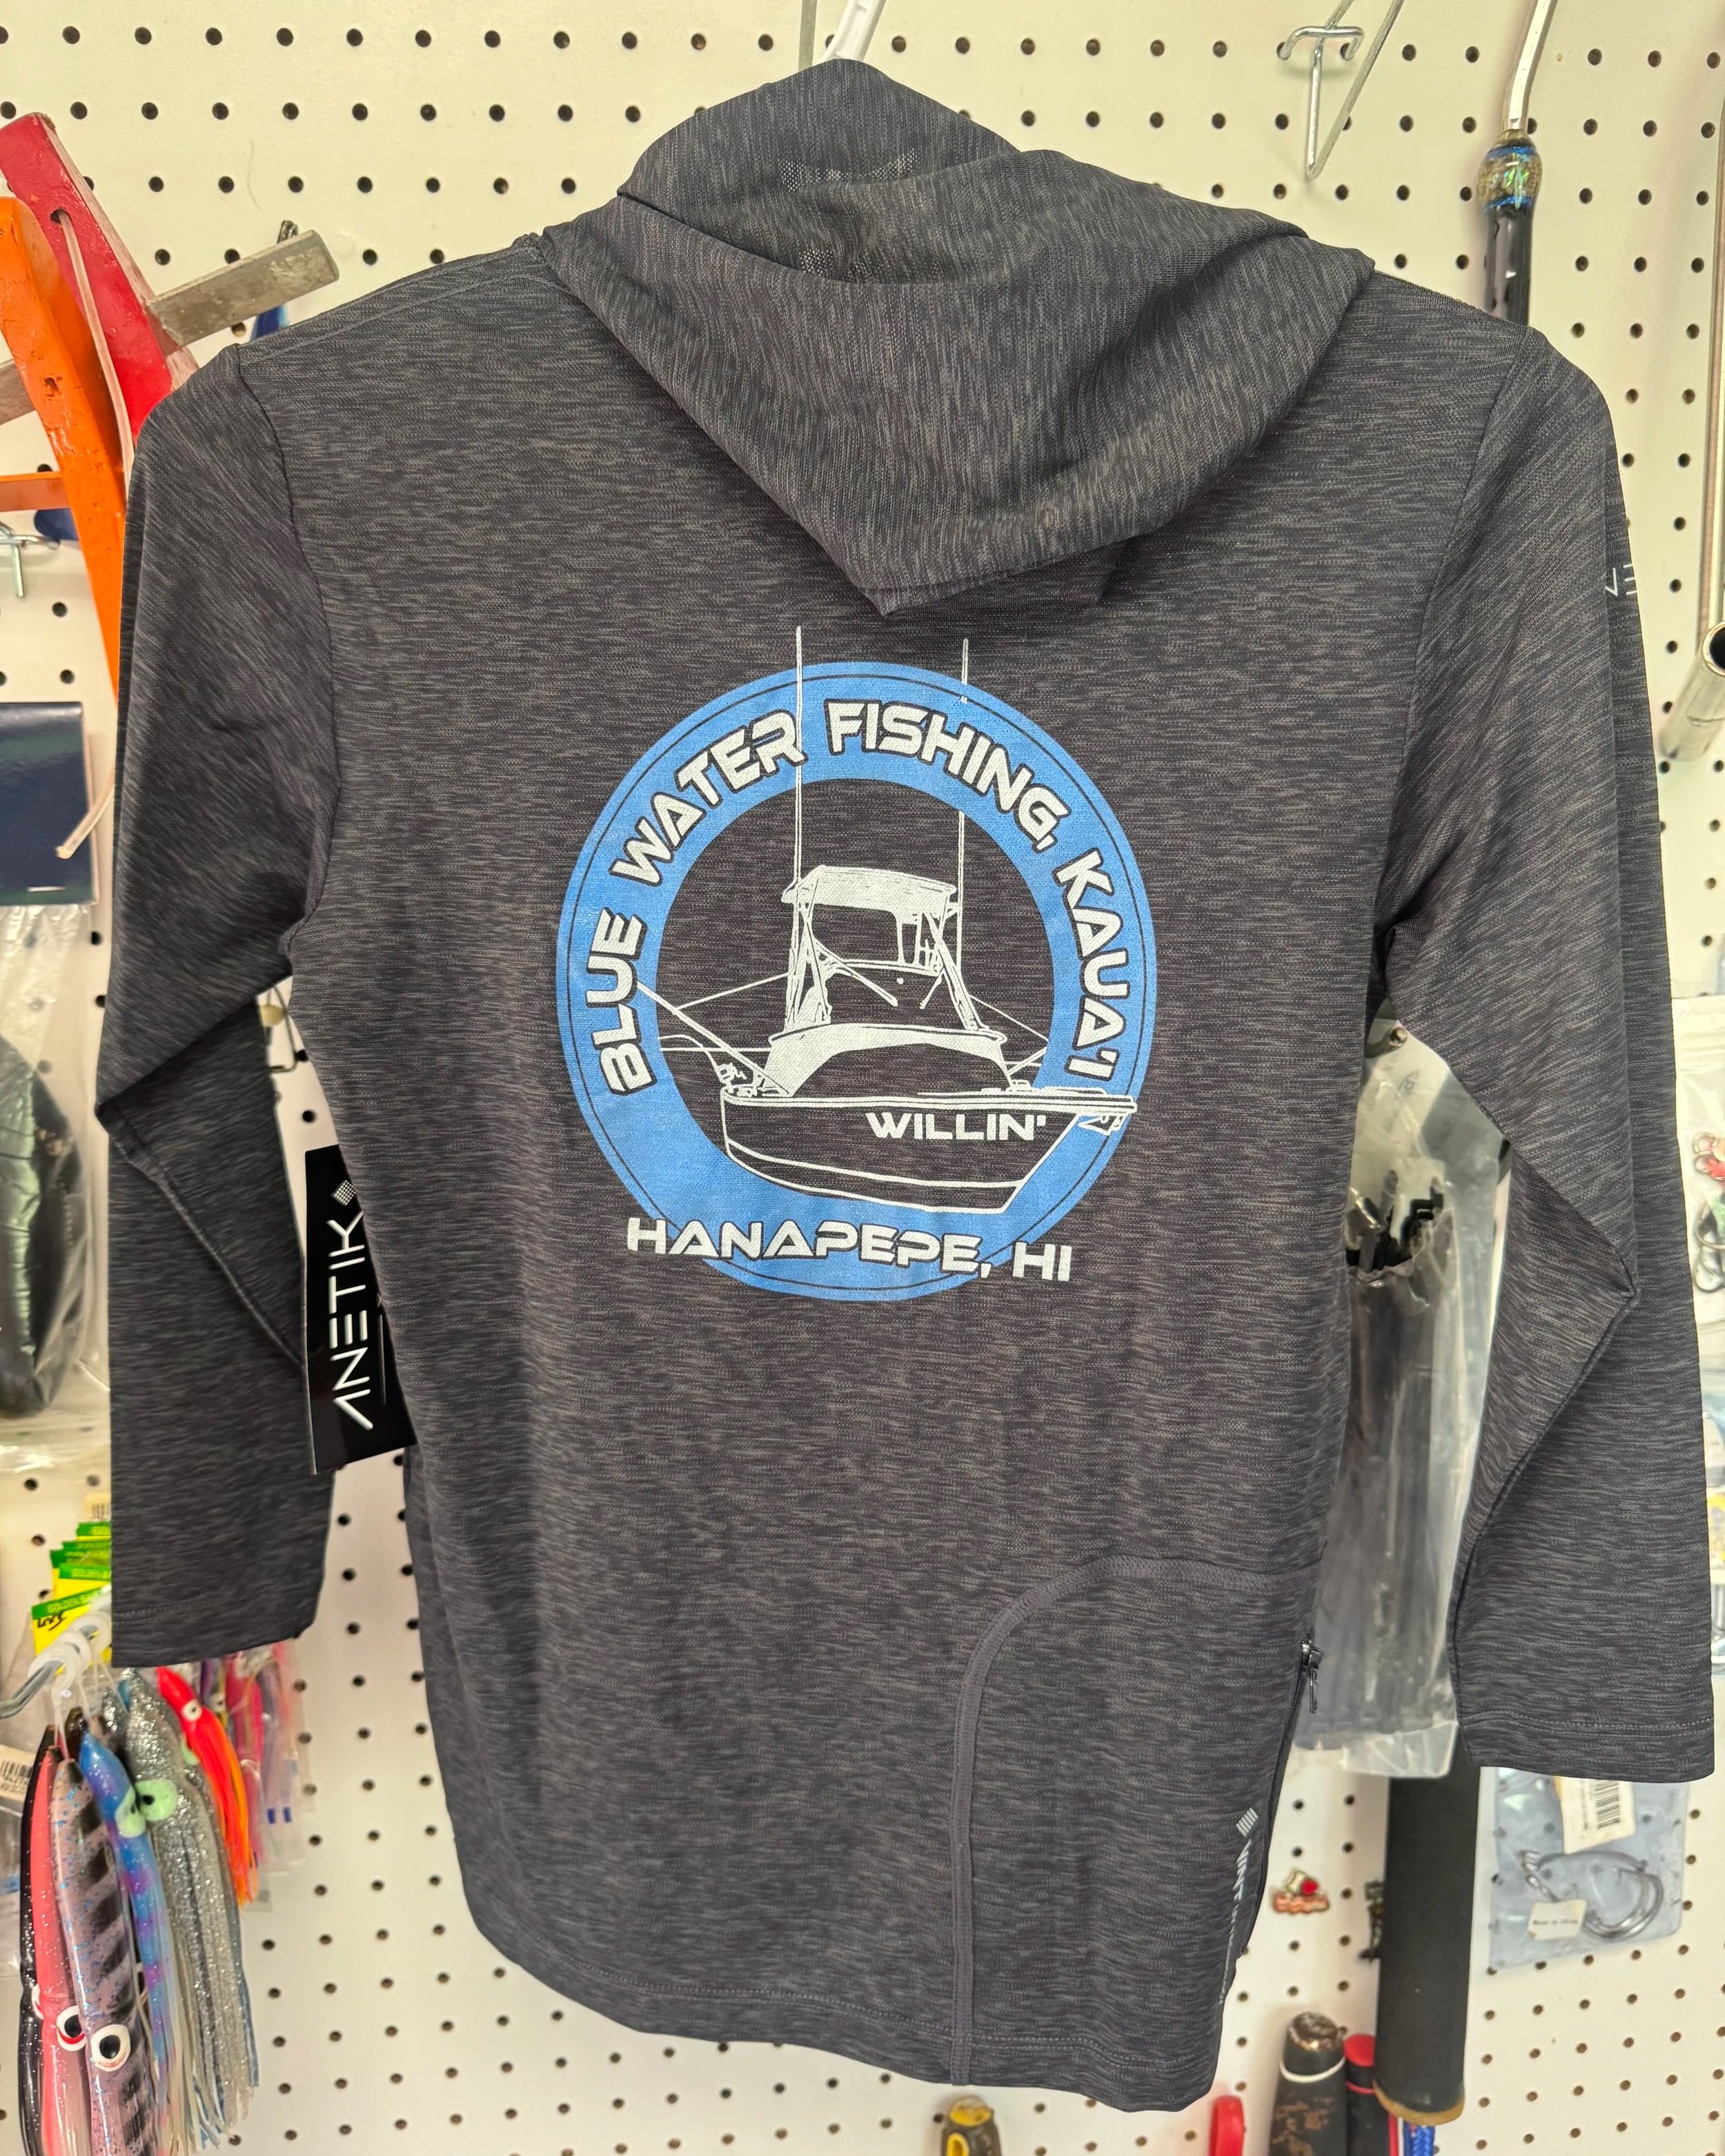 BLUE WATER FISHING, KAUA'I
WILLIN'
HANAPEPE, HI
ANETIK